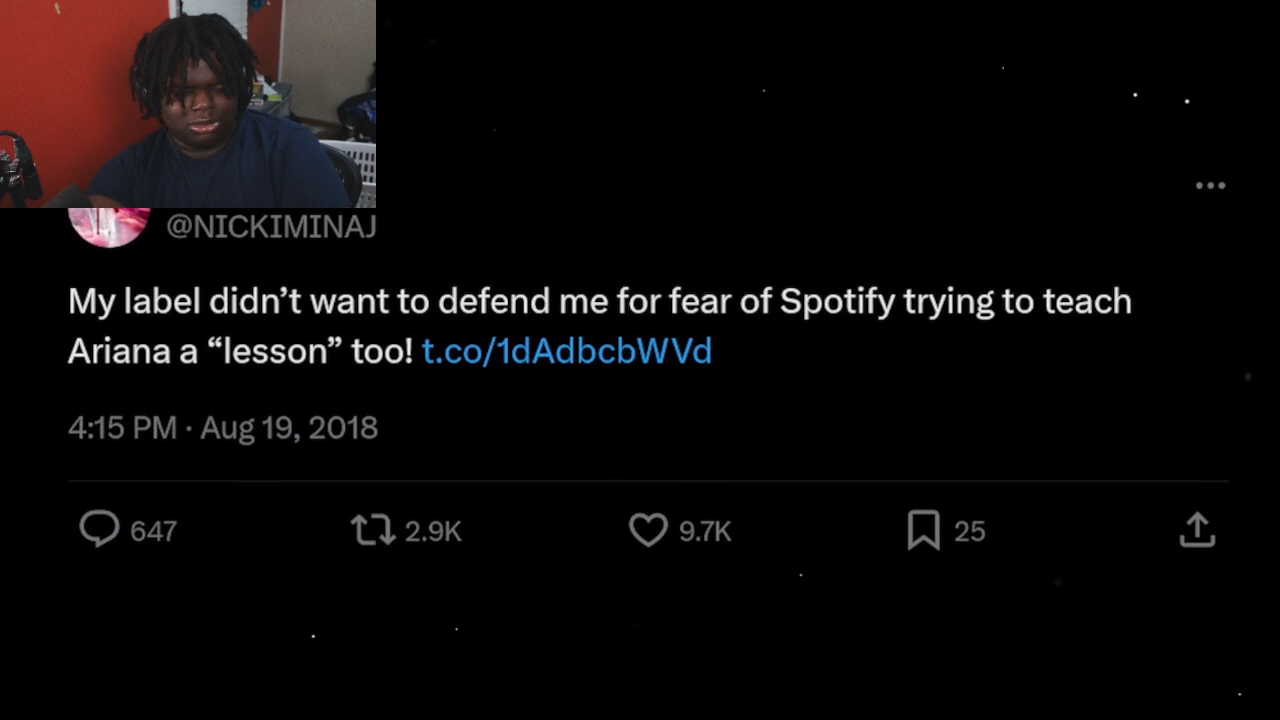 @NICKIMINAJ
My label didn’t want to defend me for fear of Spotify trying to teach
Ariana a “lesson” too! t.co/1dAdbcbWVd
4:15 PM · Aug 19, 2018
647 2.9K 9.7K 25